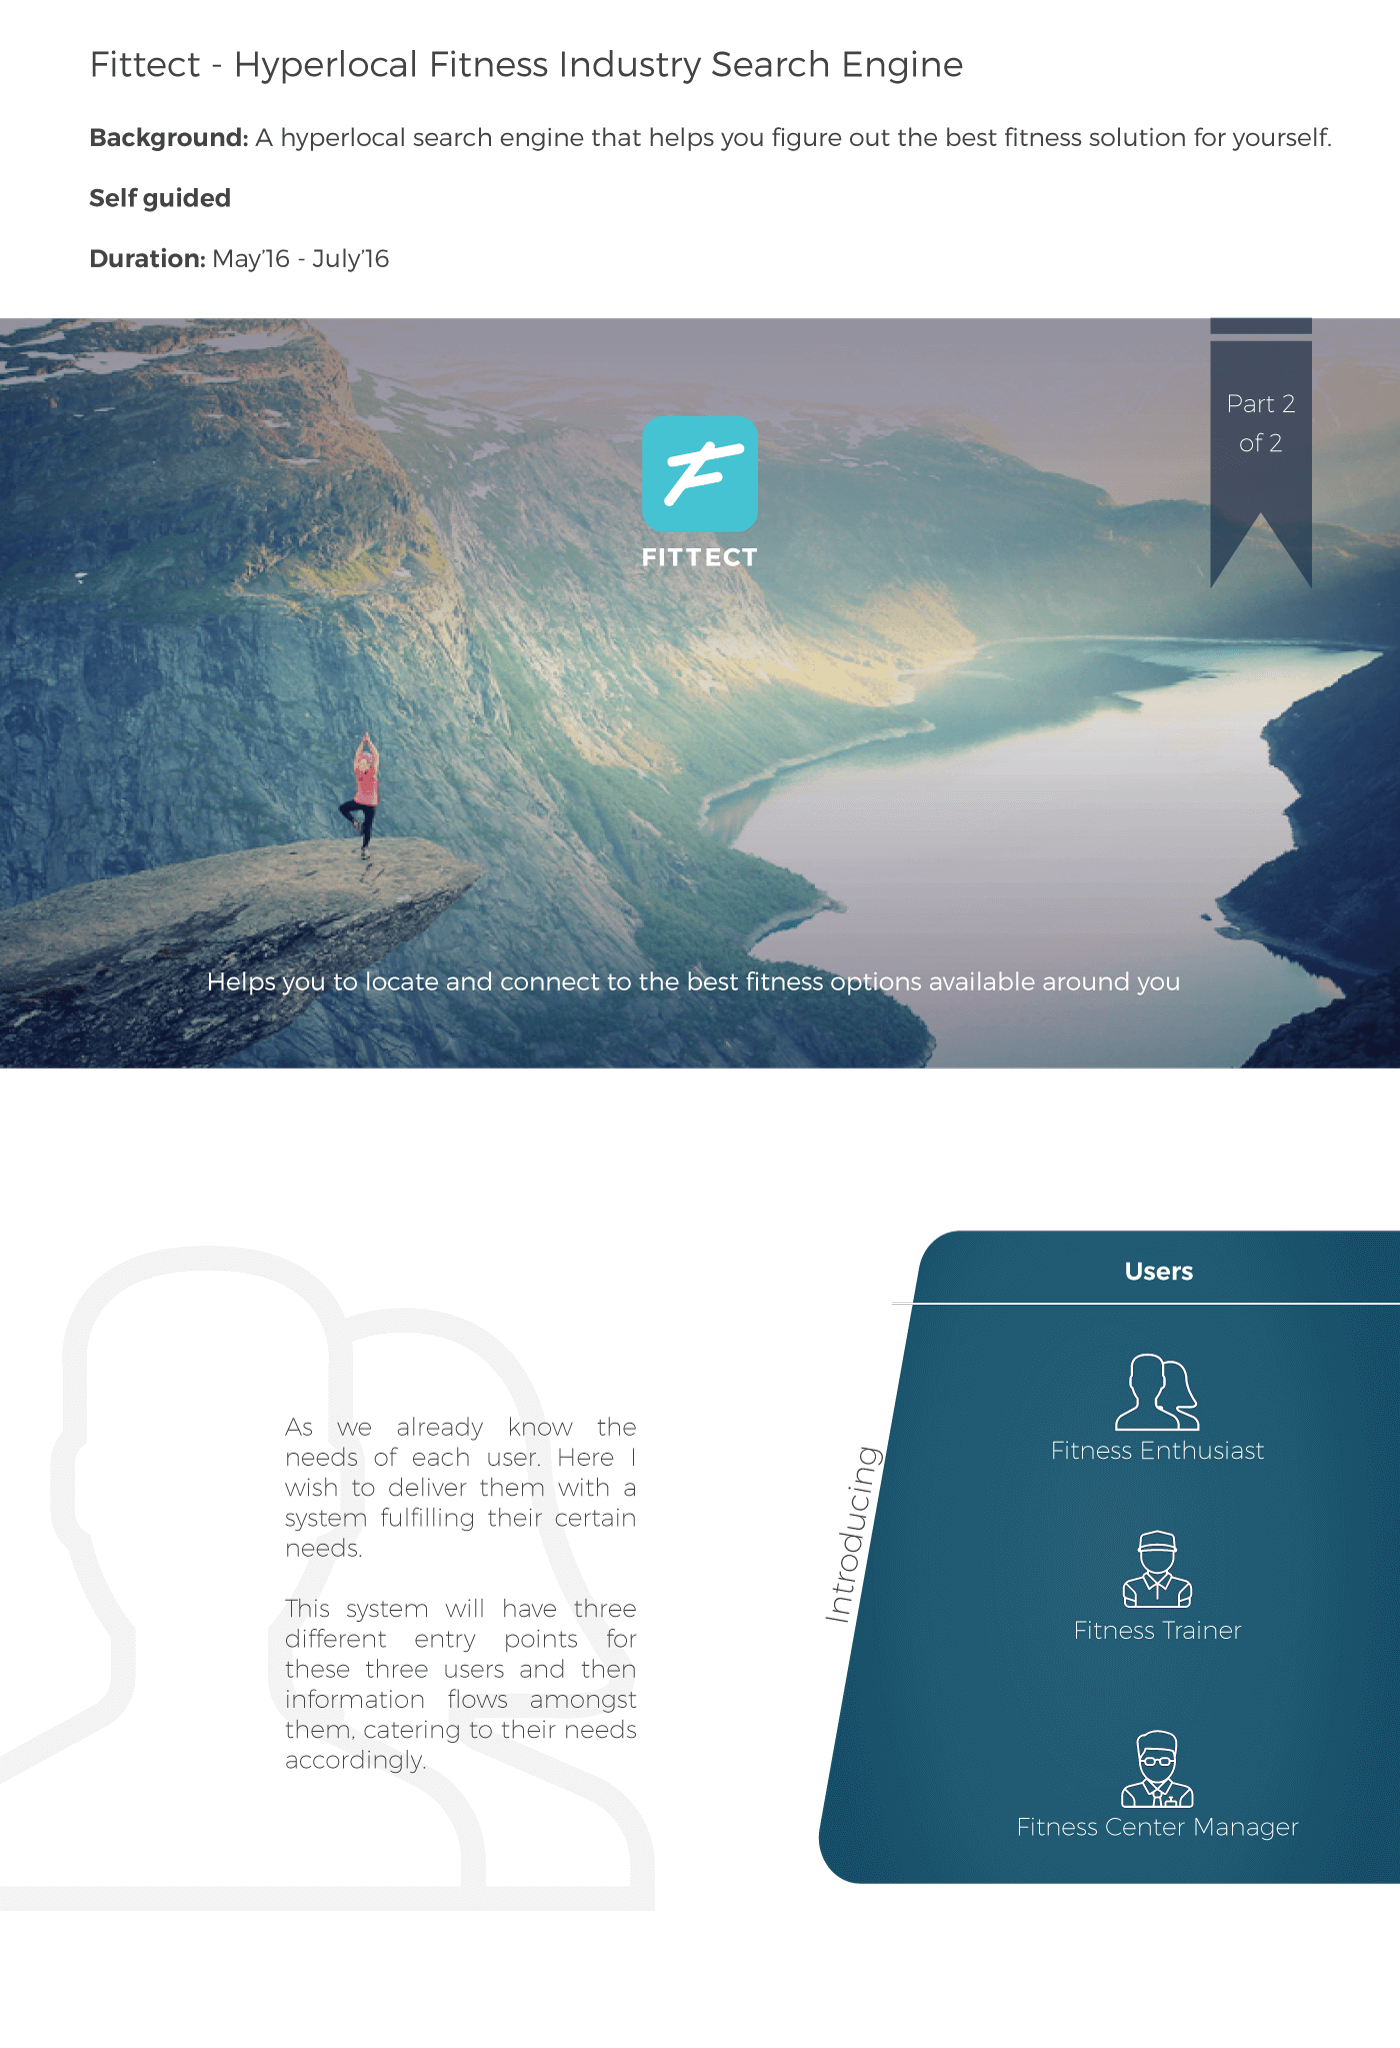 Fittect - Hyperlocal Fitness Industry Search Engine
Background: A hyperlocal search engine that helps you figure out the best fitness solution for yourself.
Self guided
Duration: May’16 - July’16
Part 2
of 2
FITTECT
Helps you to locate and connect to the best fitness options available around you
As we already know the
needs of each user. Here I
wish to deliver them with a
system fulfilling their certain
needs.
This system will have three
different entry points for
these three users and then
information flows amongst
them, catering to their needs
accordingly.
Introducing
Users
Fitness Enthusiast
Fitness Trainer
Fitness Center Manager